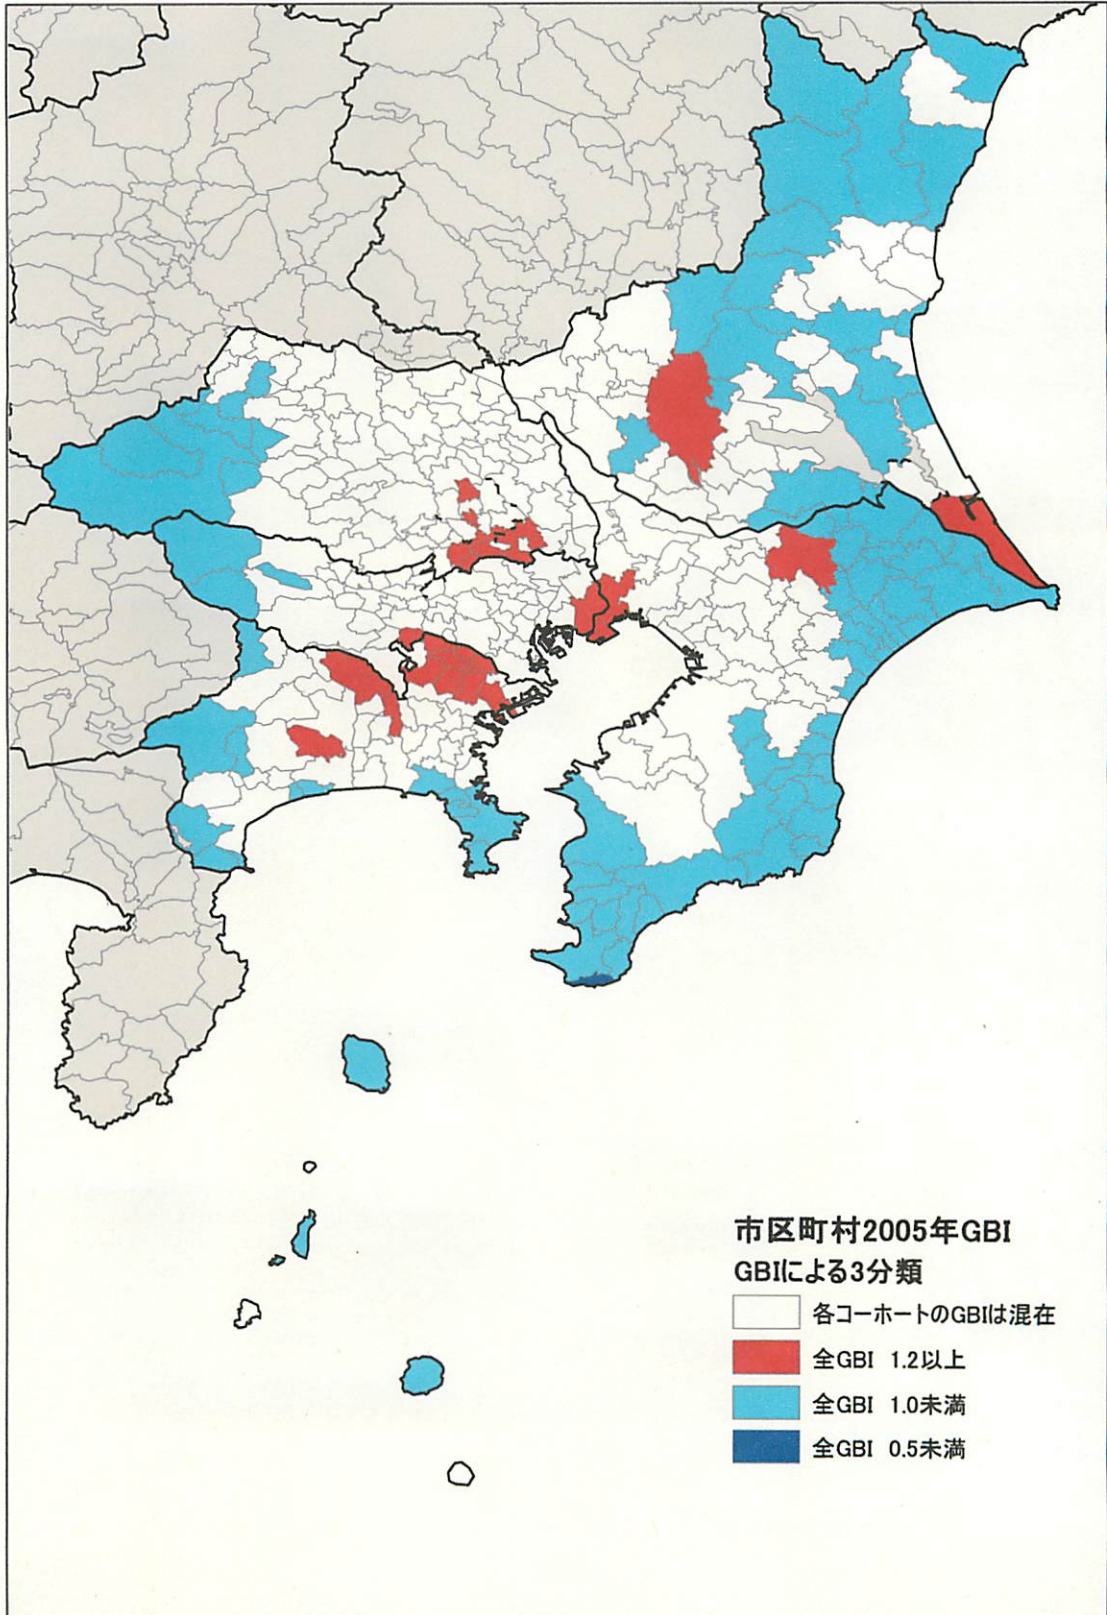 市区町村2005年GBI
GBIによる3分類
各コーホートのGBIは混在
全GBI 1.2以上
全GBI 1.0未満
全GBI 0.5未満